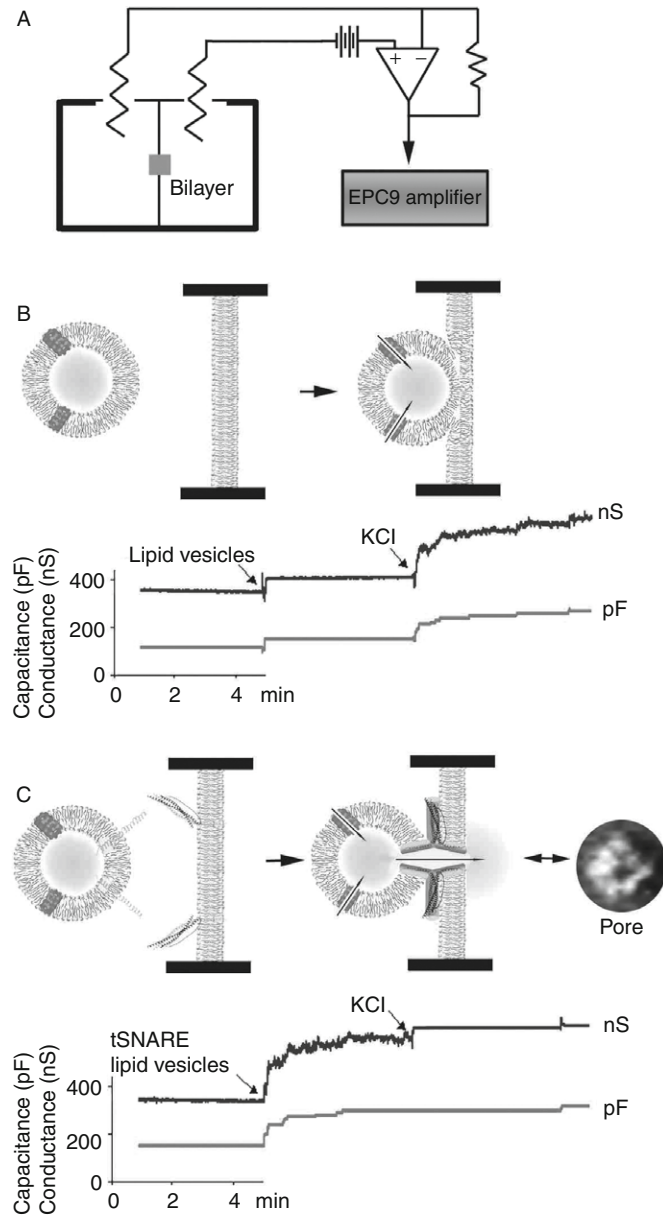 A
+ −
Bilayer
EPC9 amplifier
B
nS
Lipid vesicles
KCl
pF
Capacitance (pF)
Conductance (nS)
400
200
0
0 2 4 min
C
Pore
KCl
nS
tSNARE
lipid vesicles
pF
Capacitance (pF)
Conductance (nS)
400
200
0
0 2 4 min